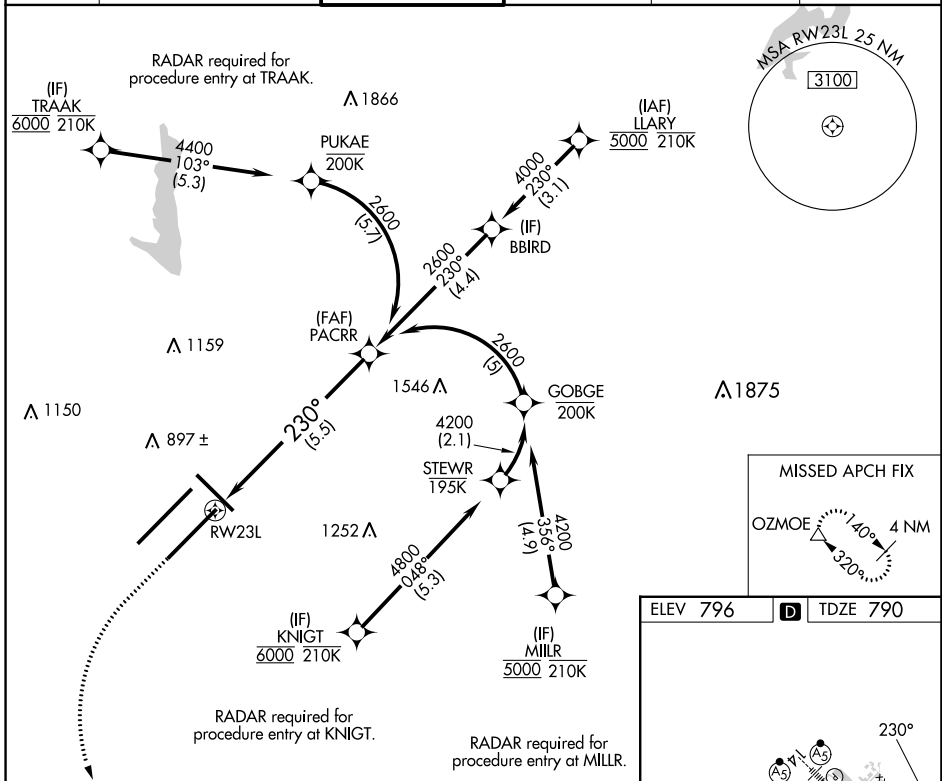 RADAR required for
procedure entry at TRAAK.
MSA RW23L 25 NM
3100
(IF)
TRAAK
6000 210K
1866
(IAF)
LLARY
5000 210K
PUKAE
200K
4400
103°
(5.3)
4000
230°
(3.1)
2600
(5.7)
(IF)
BBIRD
2600
230°
(4.4)
(FAF)
PACRR
1159
2600
(5)
1546
GOBGE
200K
1875
1150
230°
(5.5)
4200
(2.1)
897 ±
STEWR
195K
MISSED APCH FIX
OZMOE
140°
4 NM
320°
RW23L
1252
4200
356°
(4.9)
4800
048°
(5.3)
ELEV 796
D
TDZE 790
(IF)
KNIGT
6000 210K
(IF)
MIILR
5000 210K
RADAR required for
procedure entry at KNIGT.
RADAR required for
procedure entry at MILLR.
230°
A5
A5